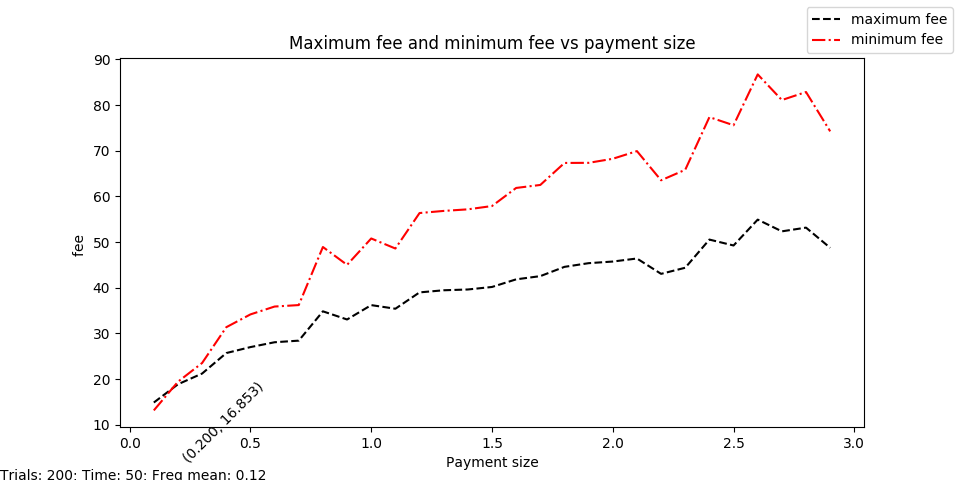 maximum fee
minimum fee
Maximum fee and minimum fee vs payment size
90
80
70
60
50
40
30
20
10
fee
(0.200, 16.853)
0.0 0.5 1.0 1.5 2.0 2.5 3.0
Payment size
Trials: 200; Time: 50; Freq mean: 0.12